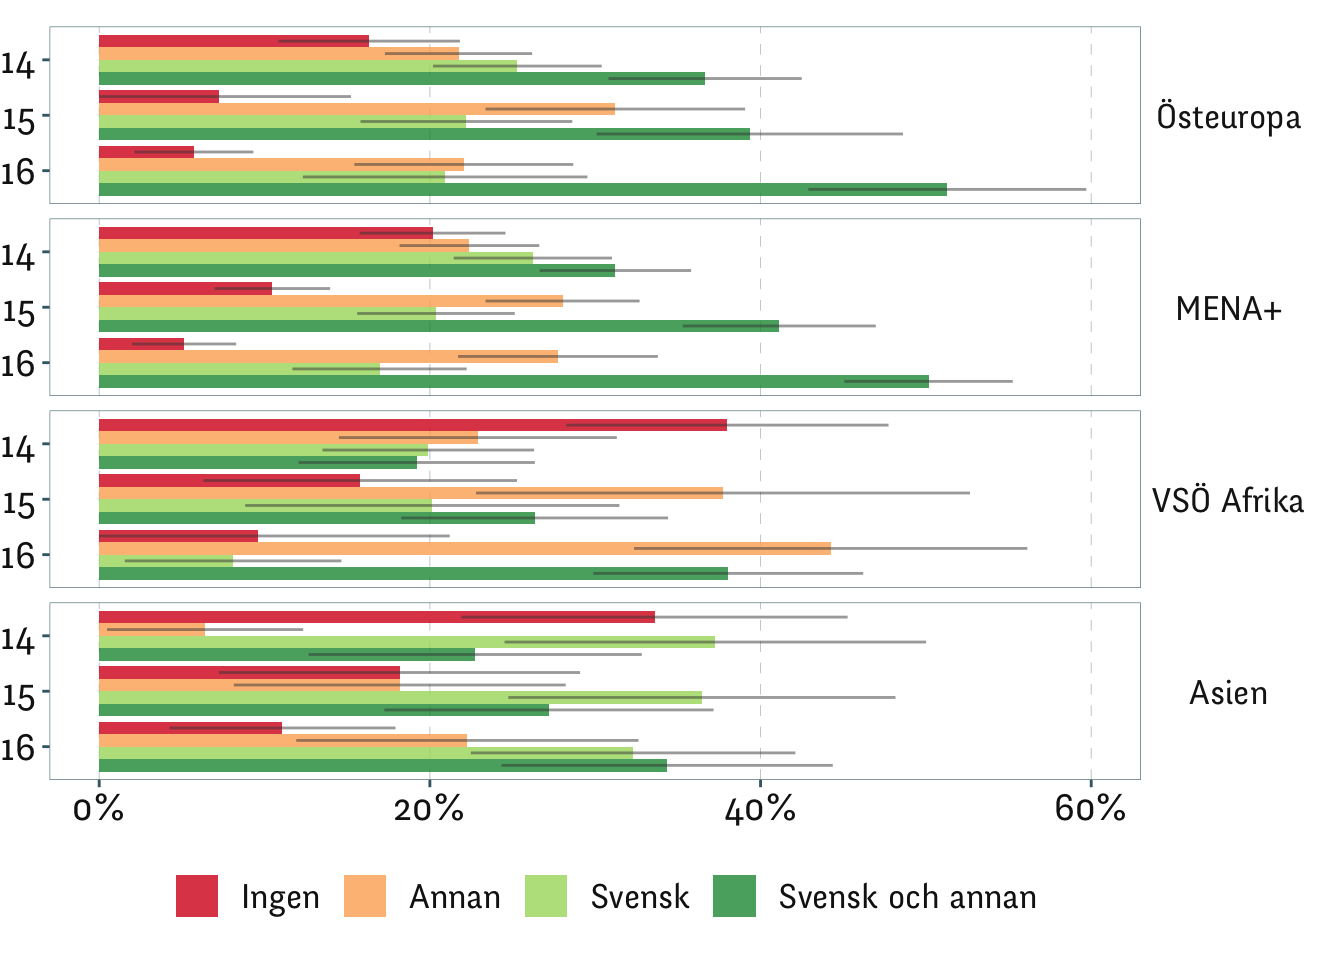 14
15
16
Östeuropa
14
15
16
MENA+
14
15
16
VSÖ Afrika
14
15
16
Asien
0% 20% 40% 60%
Ingen Annan Svensk Svensk och annan